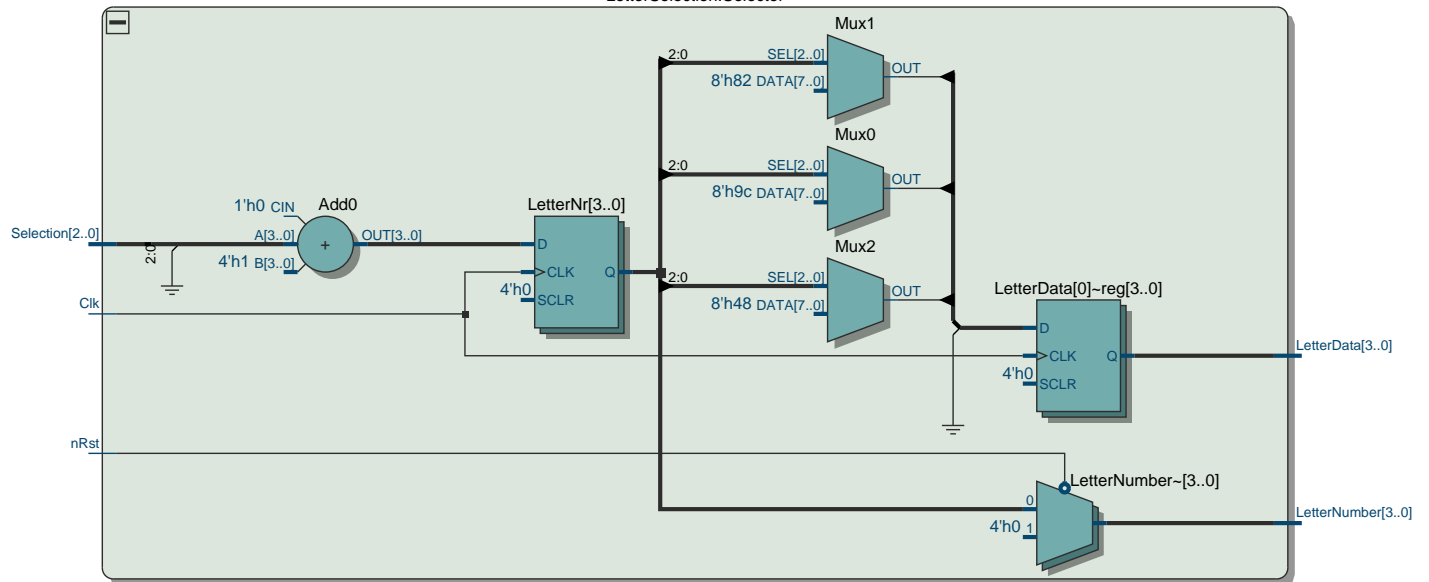 LetterSelection:Selector
Mux1
2:0
SEL[2..0]
OUT
8'h82 DATA[7..0]
Mux0
2:0
SEL[2..0]
OUT
8'h9c DATA[7..0]
Add0
LetterNr[3..0]
1'h0 CIN
Selection[2..0]
2:0
A[3..0]
+
OUT[3..0]
D
4'h1 B[3..0]
CLK
Q
Mux2
2:0
SEL[2..0]
OUT
4'h0
SCLR
8'h48 DATA[7..0]
Clk
LetterData[0]~reg[3..0]
D
CLK
Q
LetterData[3..0]
4'h0
SCLR
nRst
LetterNumber~[3..0]
0
4'h0 1
LetterNumber[3..0]